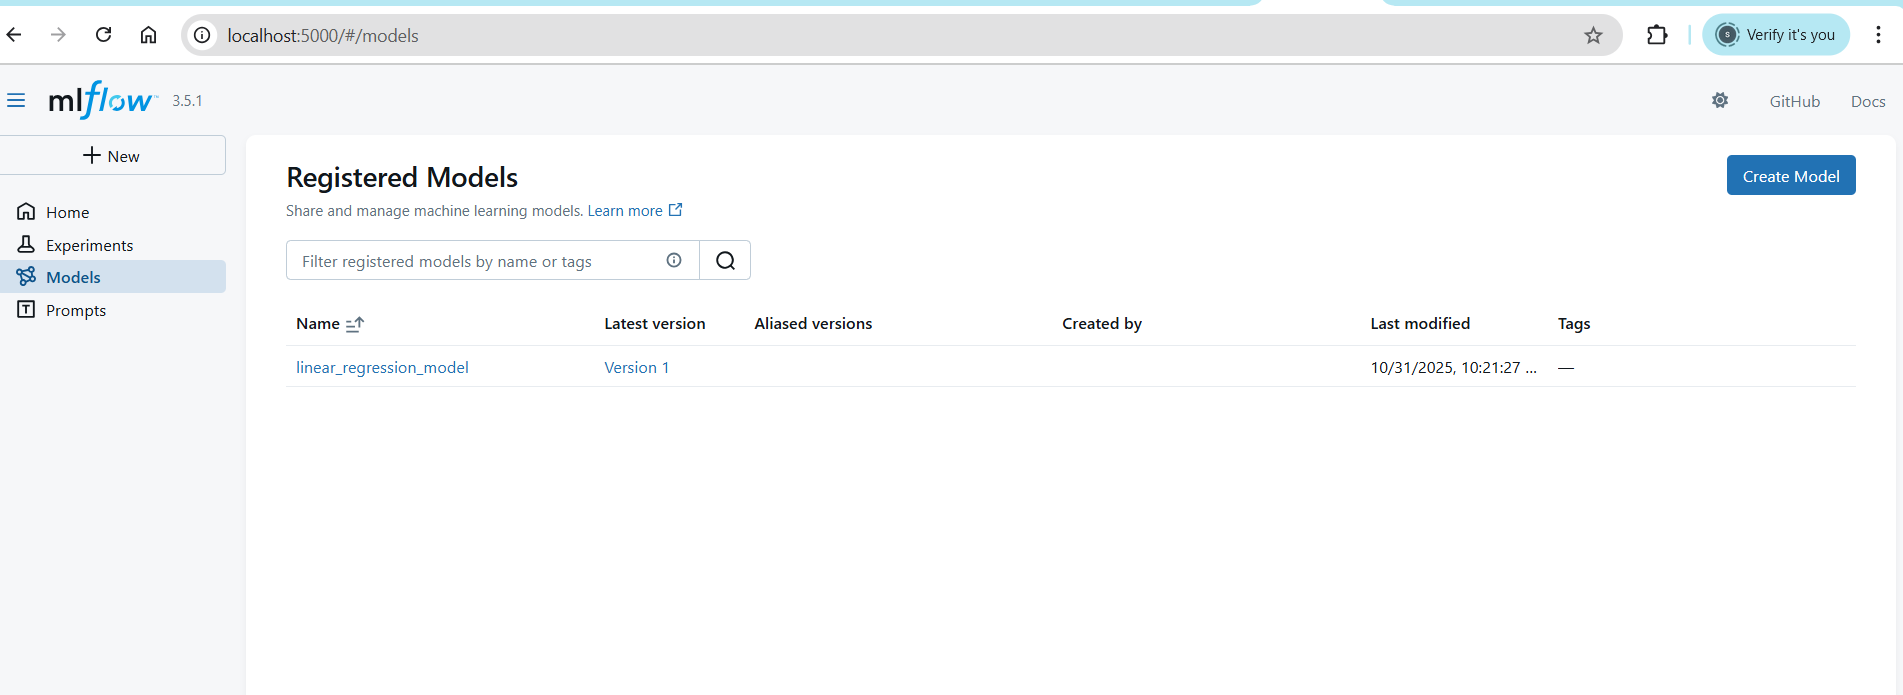 localhost:5000/#/models
S Verify it's you
mlflow™ 3.5.1
GitHub Docs
New
Home
Experiments
Models
Prompts
Registered Models
Create Model
Share and manage machine learning models. Learn more
Filter registered models by name or tags
Name Latest version Aliased versions Created by Last modified Tags
linear_regression_model Version 1 10/31/2025, 10:21:27 ... —